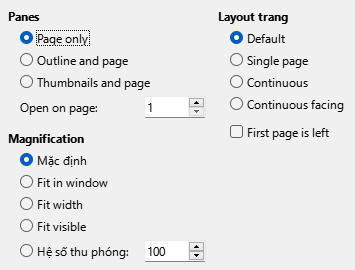 Panes
Page only
Outline and page
Thumbnails and page
Open on page: 1
Magnification
Mặc định
Fit in window
Fit width
Fit visible
Hệ số thu phóng: 100
Layout trang
Default
Single page
Continuous
Continuous facing
First page is left